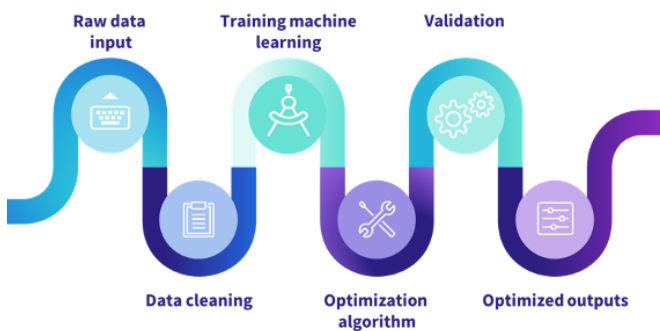 Raw data
input
Training machine
learning
Validation
Data cleaning
Optimization
algorithm
Optimized outputs